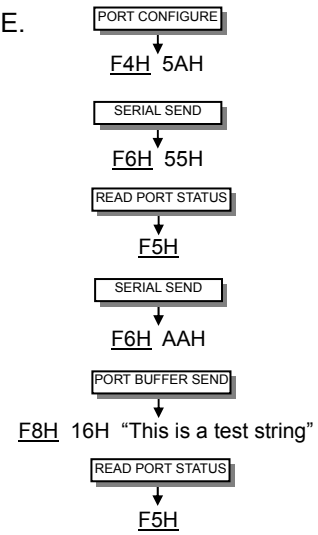 E.
PORT CONFIGURE
F4H 5AH
SERIAL SEND
F6H 55H
READ PORT STATUS
F5H
SERIAL SEND
F6H AAH
PORT BUFFER SEND
F8H 16H “This is a test string”
READ PORT STATUS
F5H